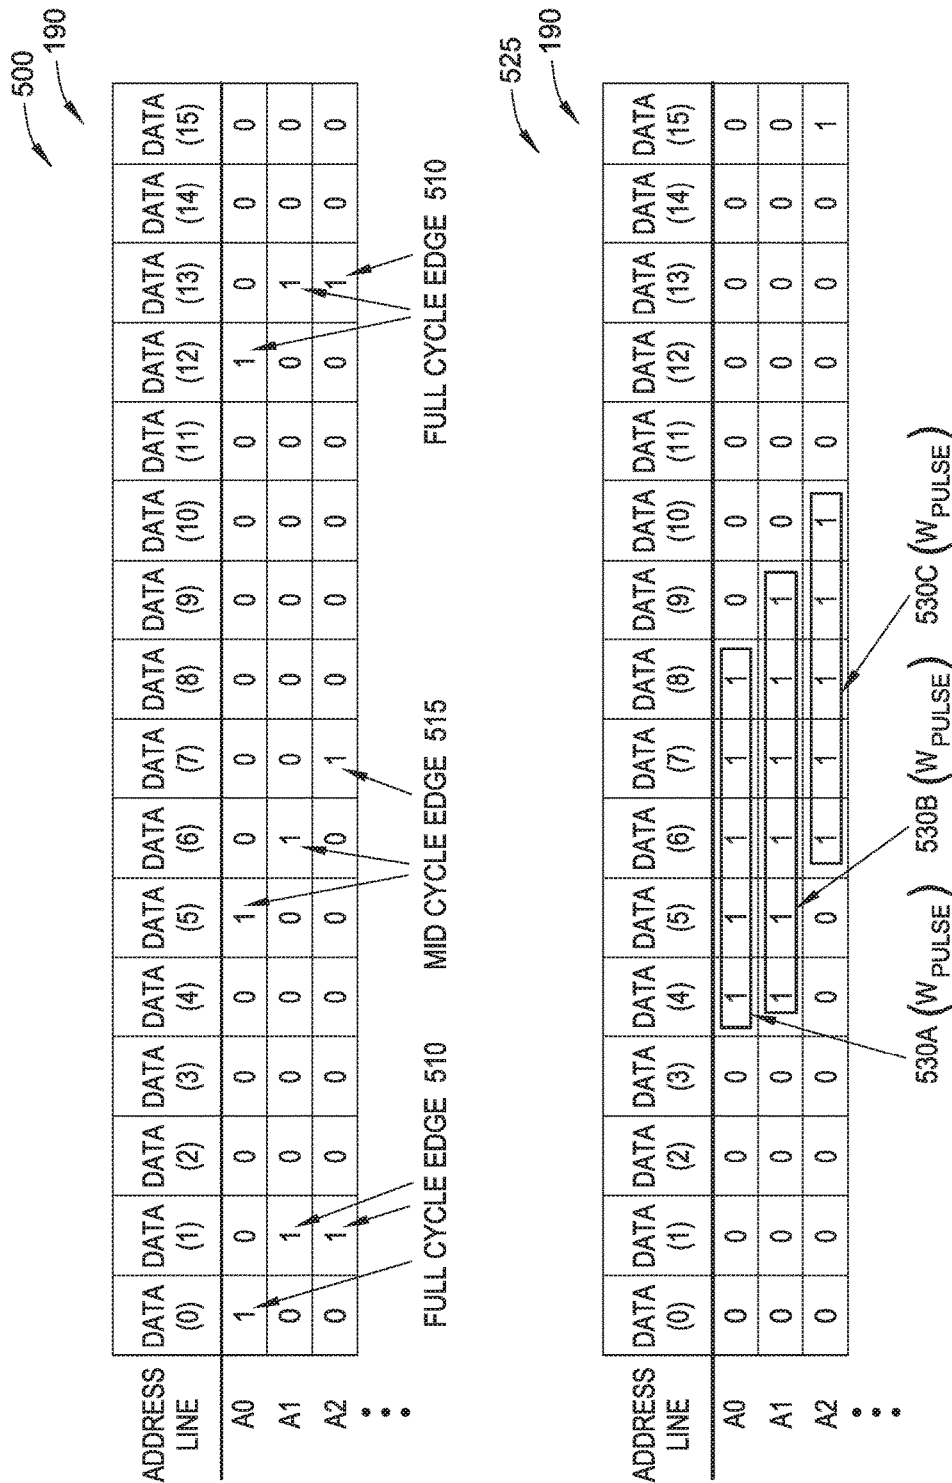 500
190
ADDRESS LINE DATA (0) DATA (1) DATA (2) DATA (3) DATA (4) DATA (5) DATA (6) DATA (7) DATA (8) DATA (9) DATA (10) DATA (11) DATA (12) DATA (13) DATA (14) DATA (15)
A0 1 0 0 0 0 1 0 0 0 0 0 0 1 0 0 0
A1 0 1 0 0 0 0 1 0 0 0 0 0 0 1 0 0
A2 0 1 0 0 0 0 0 1 0 0 0 0 0 1 0 0
FULL CYCLE EDGE 510 MID CYCLE EDGE 515 FULL CYCLE EDGE 510
525
190
ADDRESS LINE DATA (0) DATA (1) DATA (2) DATA (3) DATA (4) DATA (5) DATA (6) DATA (7) DATA (8) DATA (9) DATA (10) DATA (11) DATA (12) DATA (13) DATA (14) DATA (15)
A0 0 0 0 0 1 1 1 1 1 0 0 0 0 0 0 0
A1 0 0 0 0 1 1 1 1 1 1 0 0 0 0 0 0
A2 0 0 0 0 0 0 1 1 1 1 1 0 0 0 0 1
530A (WPULSE) 530B (WPULSE) 530C (WPULSE)